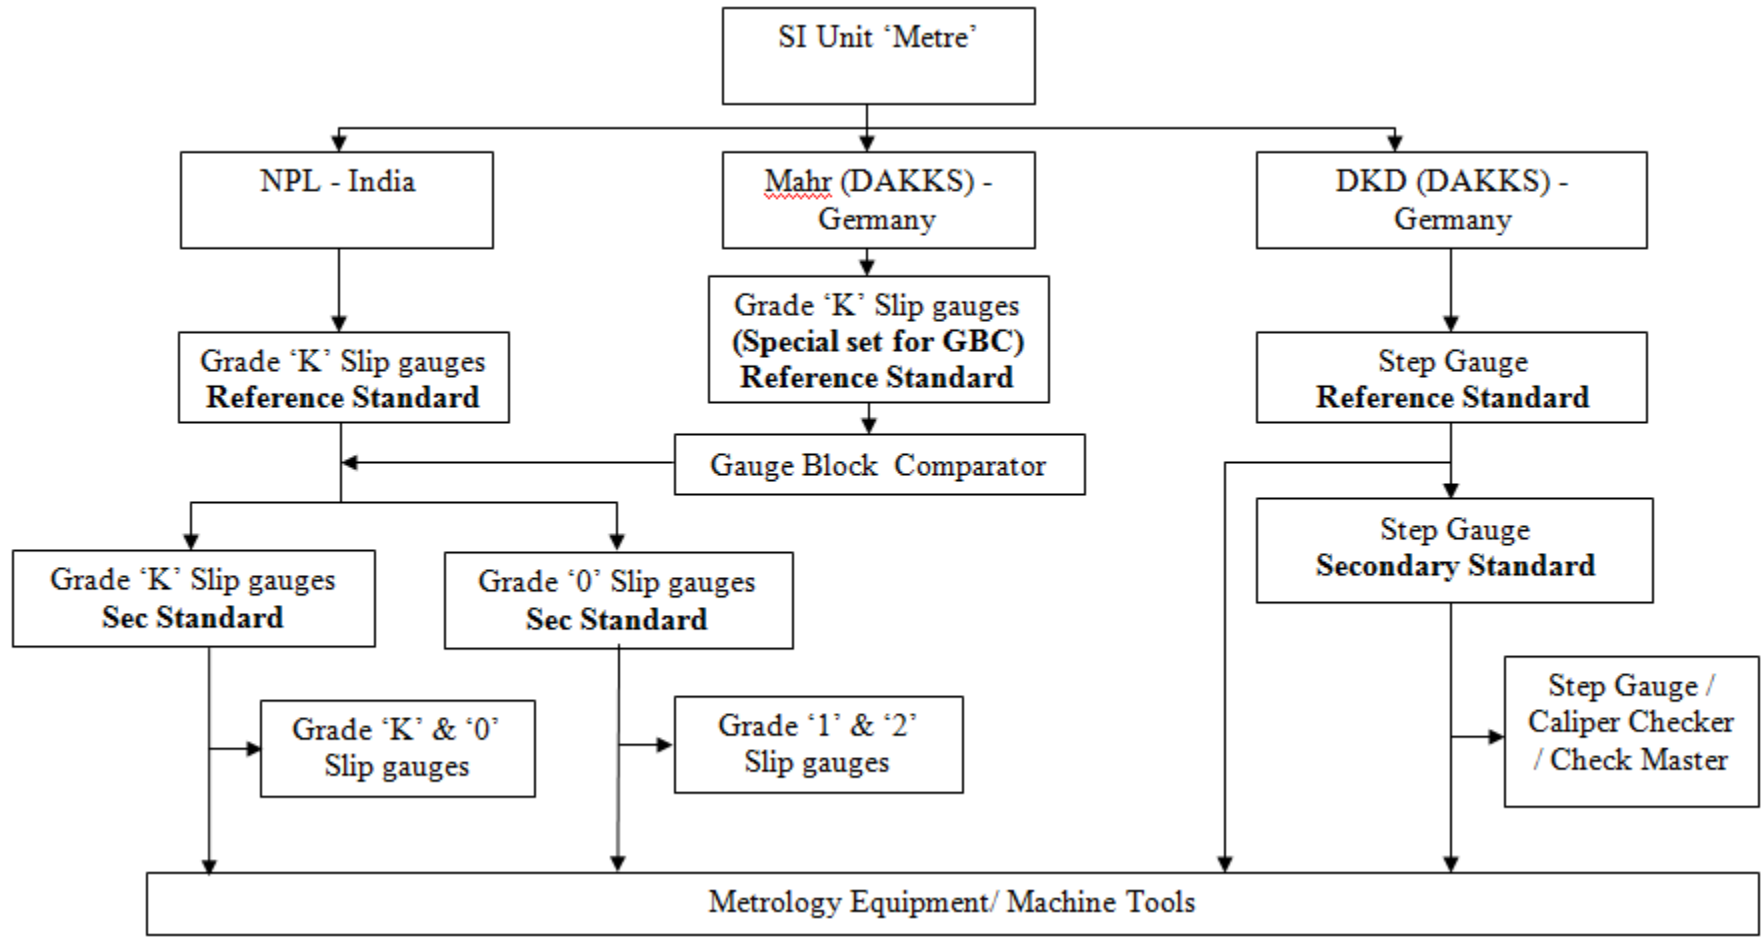 SI Unit ‘Metre’
NPL - India
Mahr (DAKKS) -
Germany
DKD (DAKKS) -
Germany
Grade ‘K’ Slip gauges
(Special set for GBC)
Reference Standard
Grade ‘K’ Slip gauges
Reference Standard
Step Gauge
Reference Standard
Gauge Block  Comparator
Step Gauge
Secondary Standard
Grade ‘K’ Slip gauges
Sec Standard
Grade ‘0’ Slip gauges
Sec Standard
Grade ‘K’ & ‘0’
Slip gauges
Grade ‘1’ & ‘2’
Slip gauges
Step Gauge /
Caliper Checker
/ Check Master
Metrology Equipment/ Machine Tools